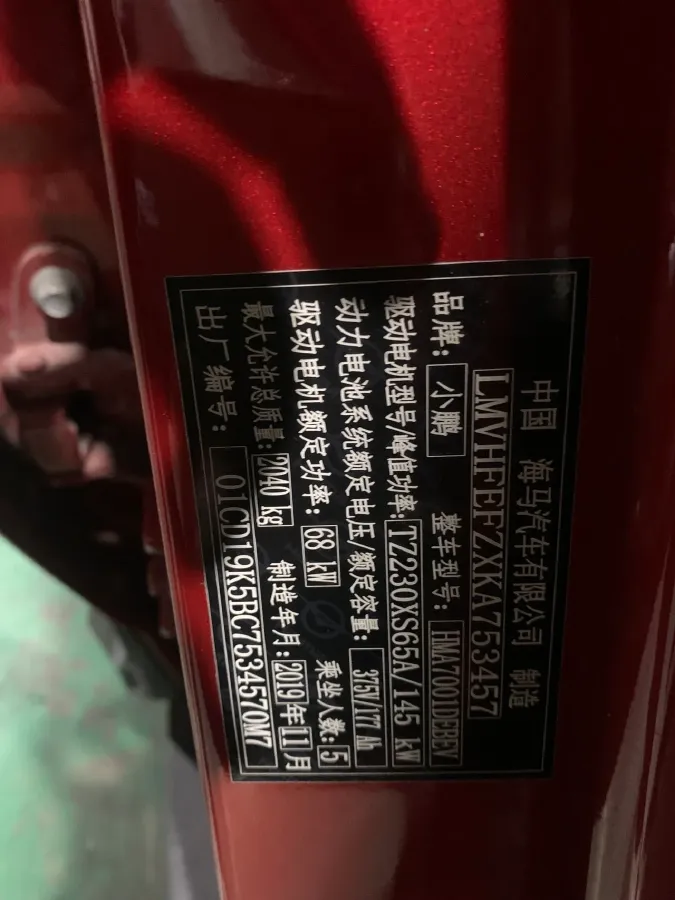 中国 海马汽车有限公司 制造
LMVHFEFZXKA753457
品牌: 小鹏 整车型号: HMA7001DEBEV
驱动电机型号/峰值功率: TZ230XS65A/145 kW
动力电池系统额定电压/额定容量: 375V/177 Ah
驱动电机额定功率: 68 kW 乘坐人数: 5
最大允许总质量: 2040 kg 制造年月: 2019年11月
出厂编号: 01CD19K5BC753457OM7